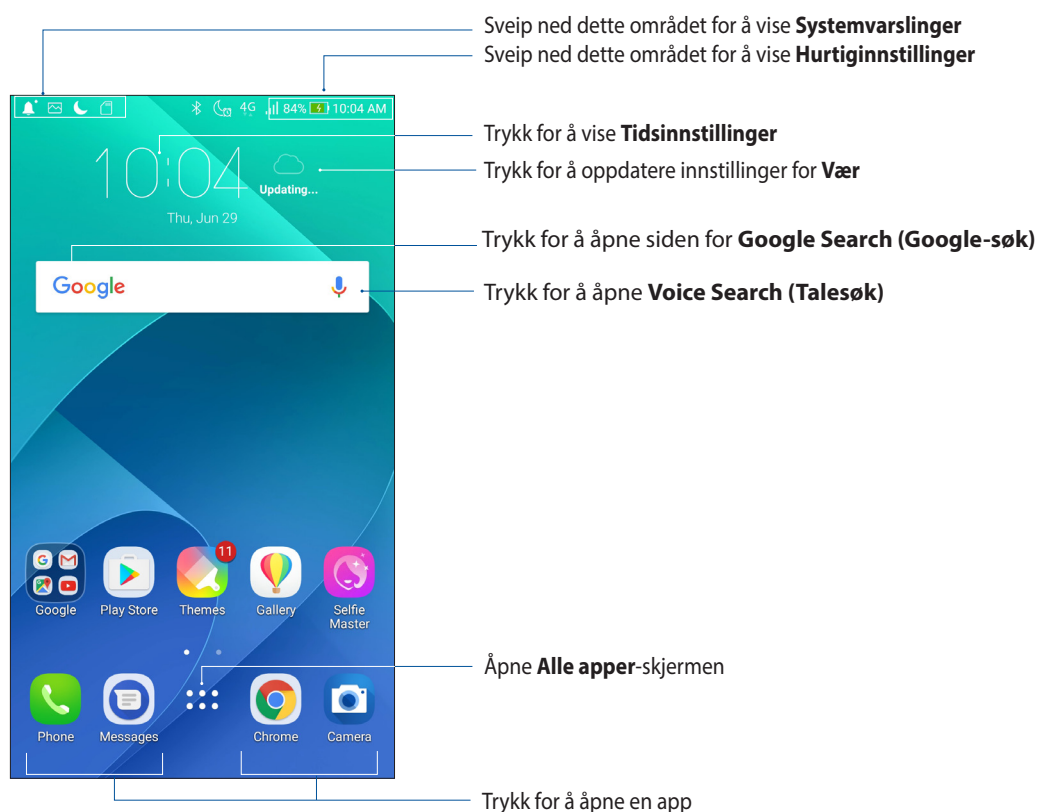 Sveip ned dette området for å vise Systemvarslinger
Sveip ned dette området for å vise Hurtiginnstillinger
4G 84% 10:04 AM
10:04
Updating...
Thu, Jun 29
Trykk for å vise Tidsinnstillinger
Trykk for å oppdatere innstillinger for Vær
Trykk for å åpne siden for Google Search (Google-søk)
Google
Trykk for å åpne Voice Search (Talesøk)
11
Google Play Store Themes Gallery Selfie Master
Åpne Alle apper-skjermen
Phone Messages Chrome Camera
Trykk for å åpne en app